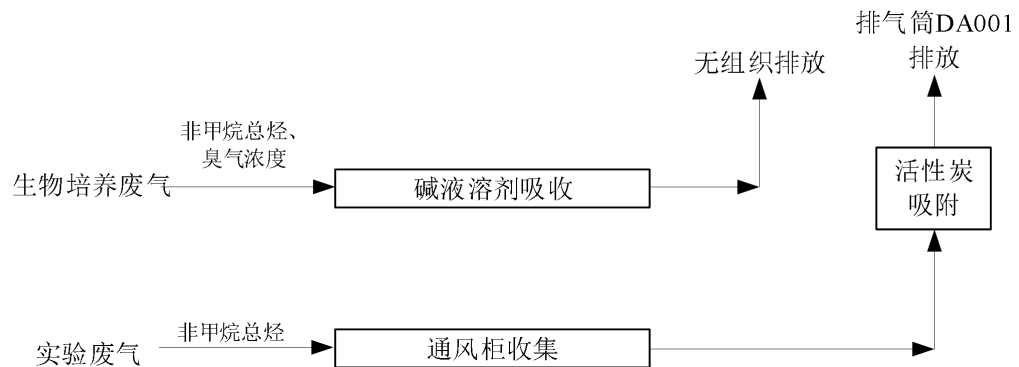 排气筒DA001
排放
无组织排放
非甲烷总烃、
臭气浓度
生物培养废气
碱液溶剂吸收
活性炭
吸附
非甲烷总烃
实验废气
通风柜收集